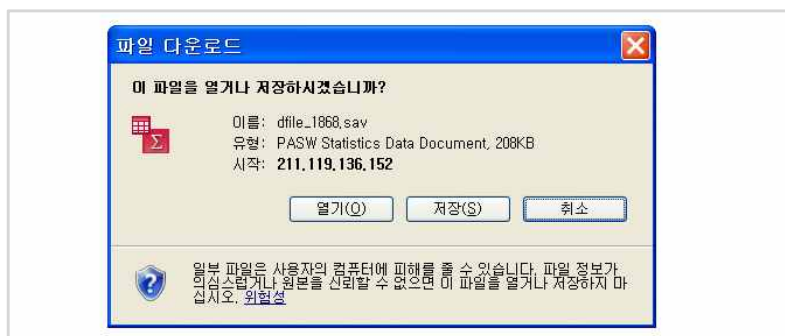 파일 다운로드
이 파일을 열거나 저장하시겠습니까?
이름: dfile_1868.sav
유형: PASW Statistics Data Document, 208KB
시작: 211.119.136.152
열기(O) 저장(S) 취소
일부 파일은 사용자의 컴퓨터에 피해를 줄 수 있습니다. 파일 정보가
의심스럽거나 원본을 신뢰할 수 없으면 이 파일을 열거나 저장하지 마
십시오. 위험성